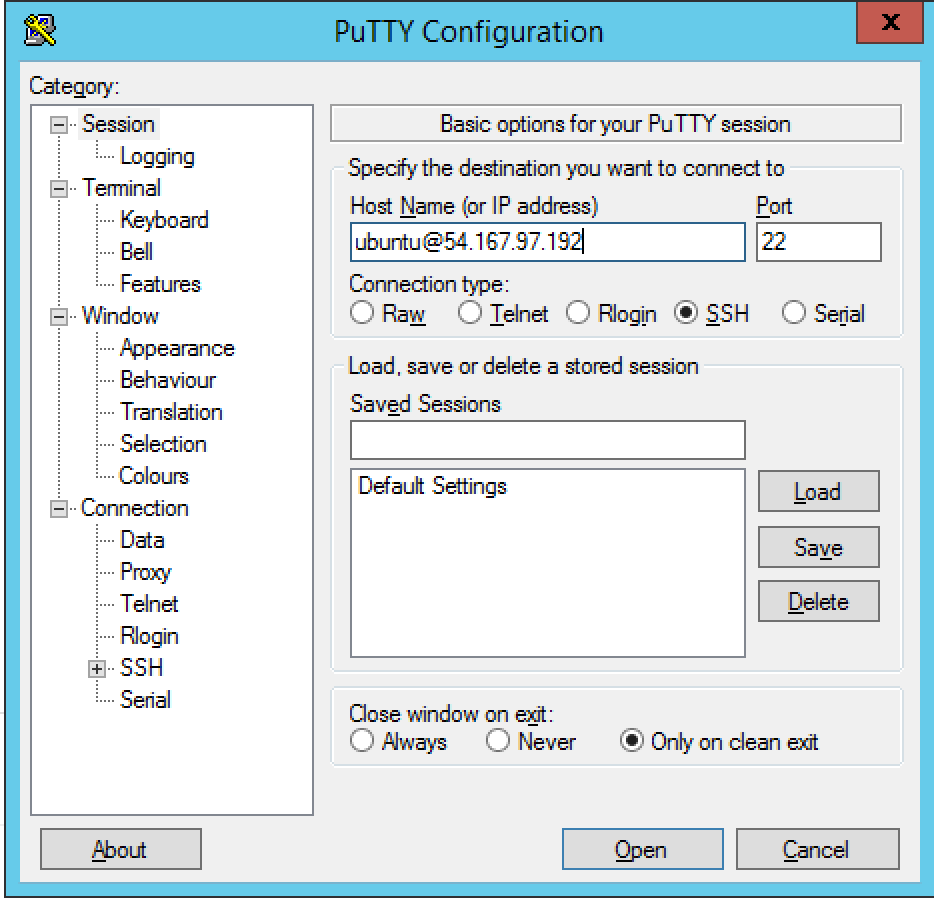 PuTTY Configuration
x
Category:
Session
Logging
Terminal
Keyboard
Bell
Features
Window
Appearance
Behaviour
Translation
Selection
Colours
Connection
Data
Proxy
Telnet
Rlogin
SSH
Serial
Basic options for your PuTTY session
Specify the destination you want to connect to
Host Name (or IP address) Port
ubuntu@54.167.97.192 22
Connection type:
Raw Telnet Rlogin SSH Serial
Load, save or delete a stored session
Saved Sessions
Default Settings
Load
Save
Delete
Close window on exit:
Always Never Only on clean exit
About Open Cancel